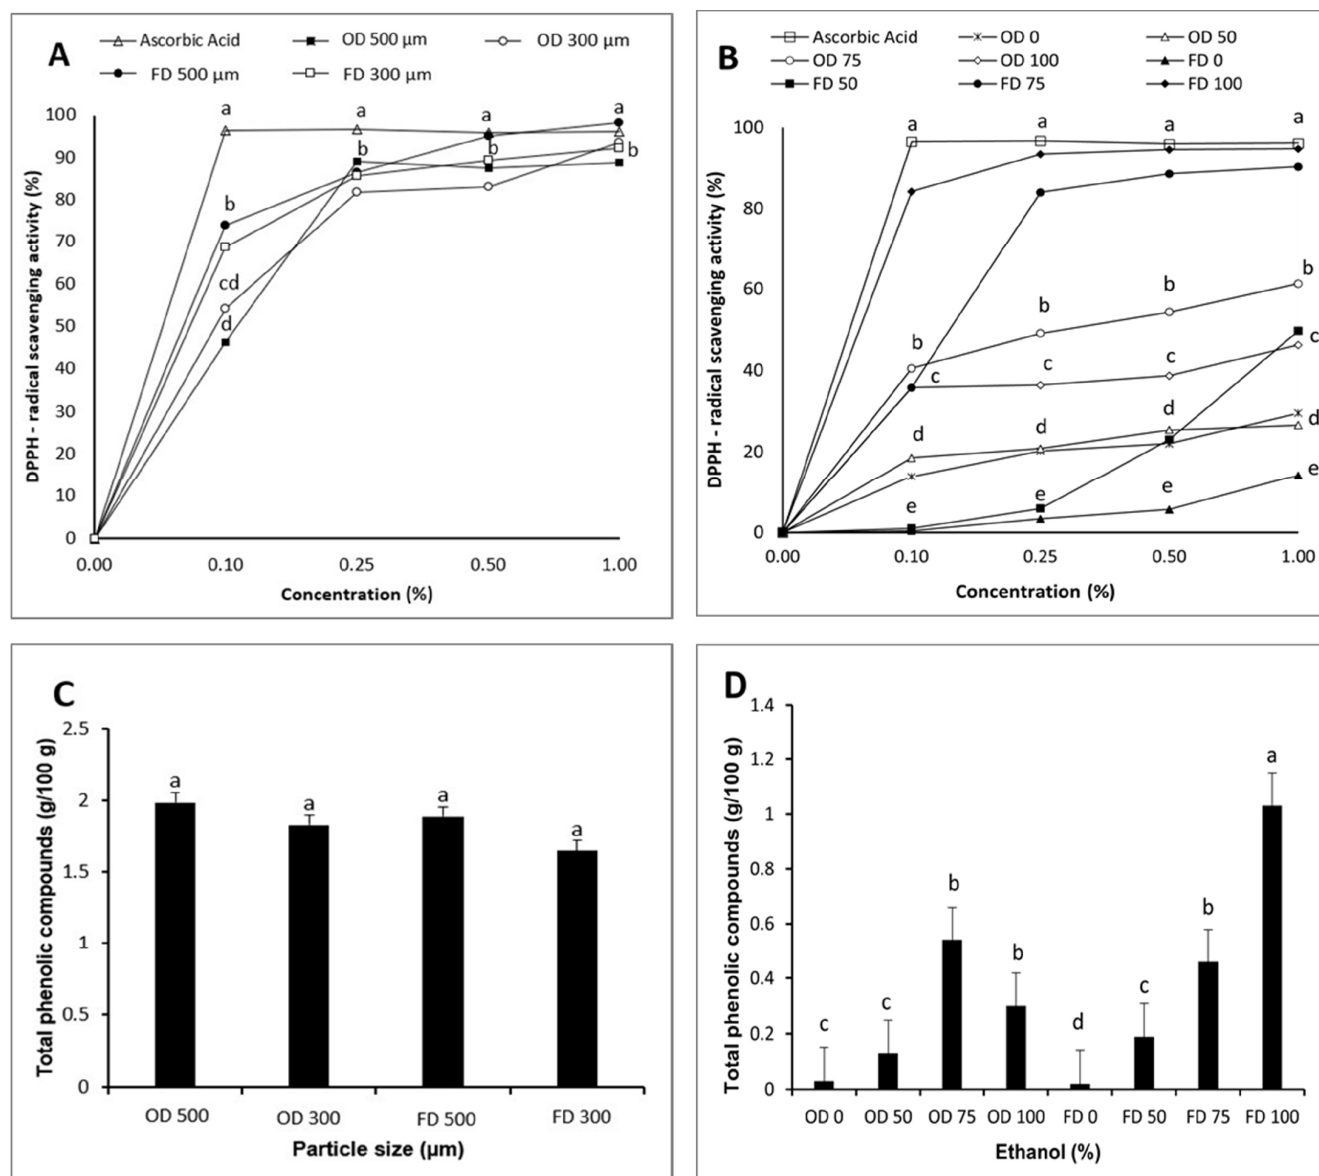 A
Ascorbic Acid OD 500 µm OD 300 µm
FD 500 µm FD 300 µm
DPPH - radical scavenging activity (%)
100
90
80
70
60
50
40
30
20
10
0
a a a a
b b b b
cd
d
0.00 0.10 0.25 0.50 1.00
Concentration (%)
B
Ascorbic Acid OD 0 OD 50
OD 75 OD 100 FD 0
FD 50 FD 75 FD 100
DPPH - radical scavenging activity (%)
100
80
60
40
20
0
a a a a
b b b b
c c c c
d d d d
e e e e
0.00 0.10 0.25 0.50 1.00
Concentration (%)
C
Total phenolic compounds (g/100 g)
2.5
2
1.5
1
0.5
0
a a a a
OD 500 OD 300 FD 500 FD 300
Particle size (µm)
D
Total phenolic compounds (g/100 g)
1.4
1.2
1
0.8
0.6
0.4
0.2
0
c c b b d c b a
OD 0 OD 50 OD 75 OD 100 FD 0 FD 50 FD 75 FD 100
Ethanol (%)